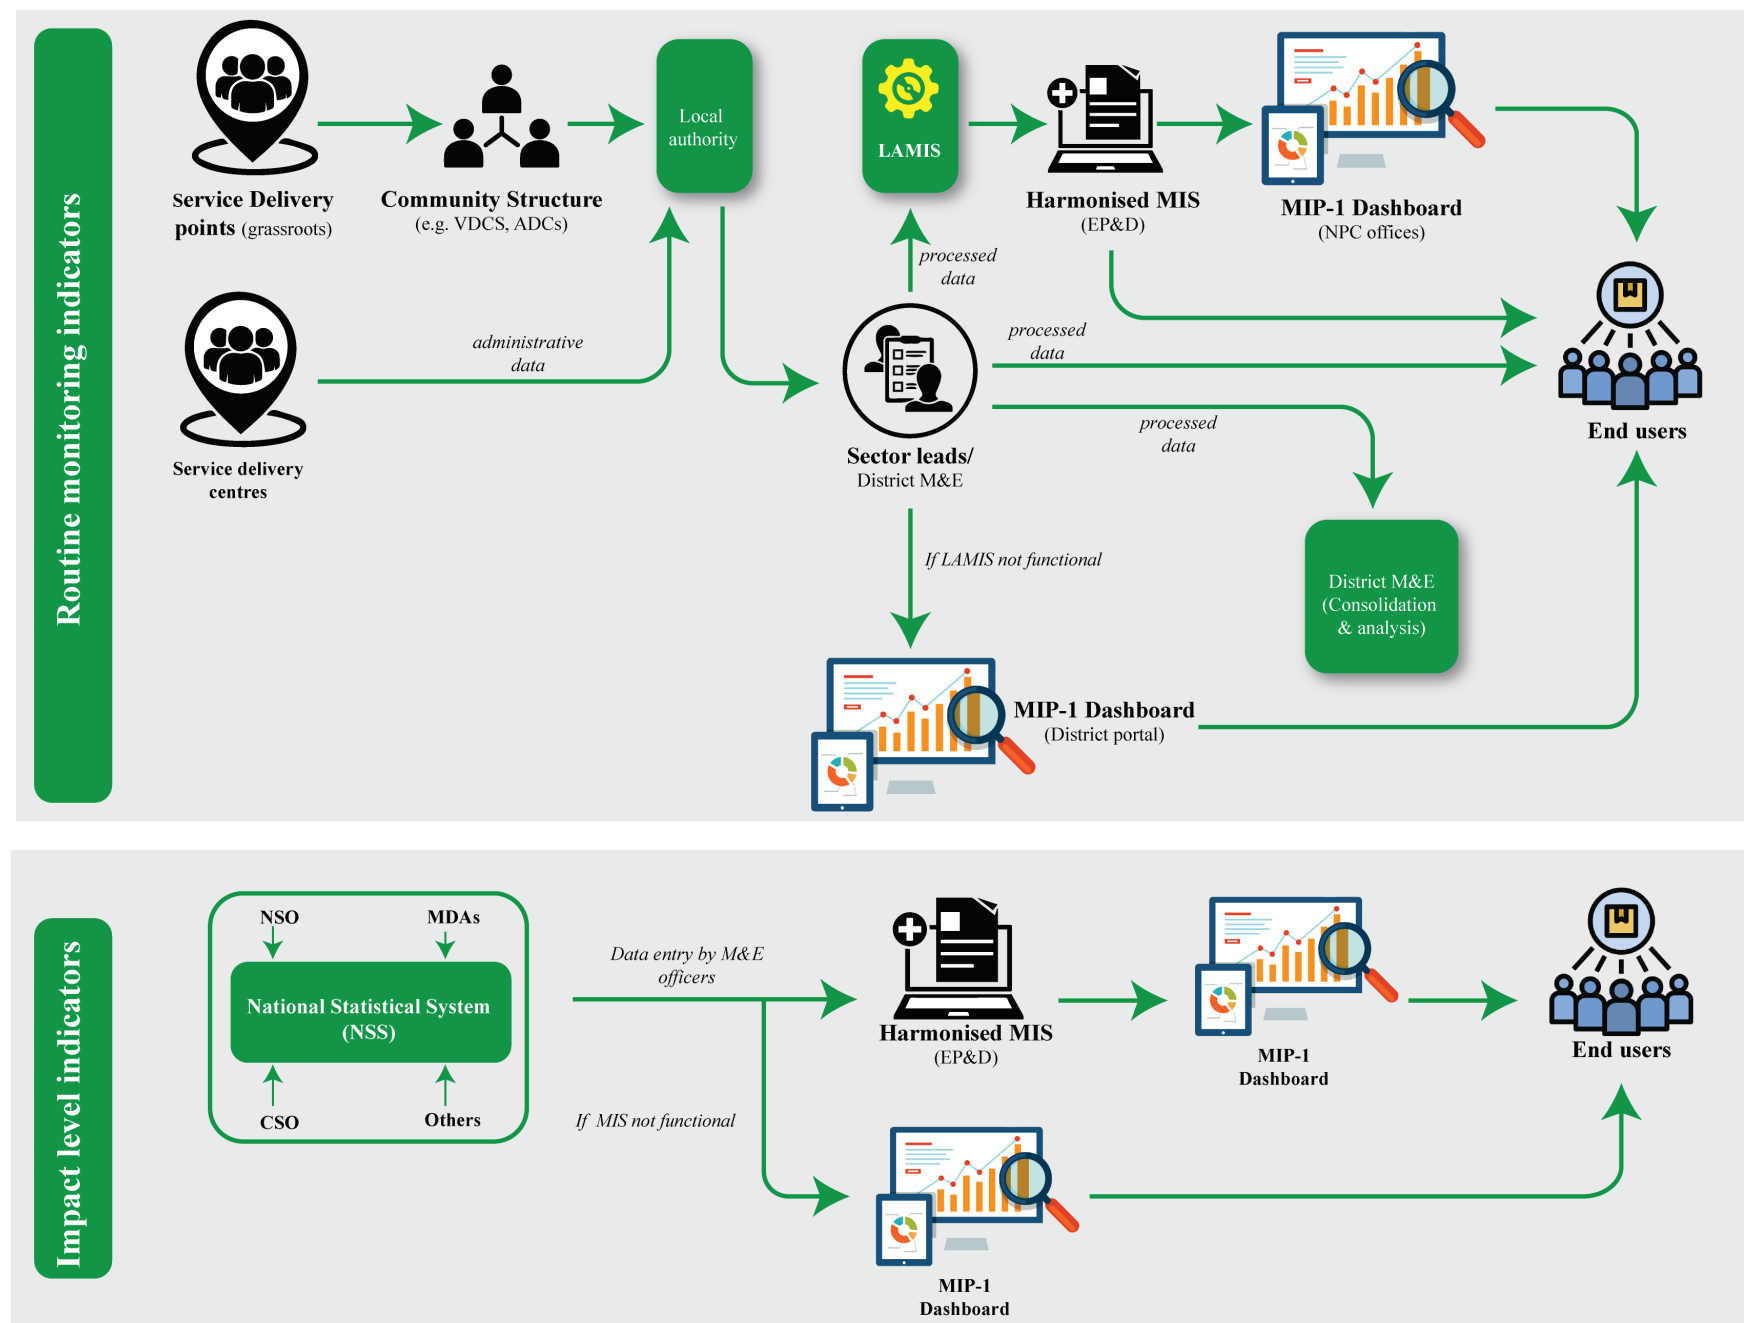 Routine monitoring indicators
Service Delivery
points (grassroots)
Community Structure
(e.g. VDCS, ADCs)
Local
authority
LAMIS
Harmonised MIS
(EP&D)
MIP-1 Dashboard
(NPC offices)
processed
data
administrative
data
processed
data
processed
data
Service delivery
centres
Sector leads/
District M&E
End users
If LAMIS not functional
District M&E
(Consolidation
& analysis)
MIP-1 Dashboard
(District portal)
Impact level indicators
NSO
MDAs
National Statistical System
(NSS)
CSO
Others
Data entry by M&E
officers
If MIS not functional
Harmonised MIS
(EP&D)
MIP-1
Dashboard
End users
MIP-1
Dashboard